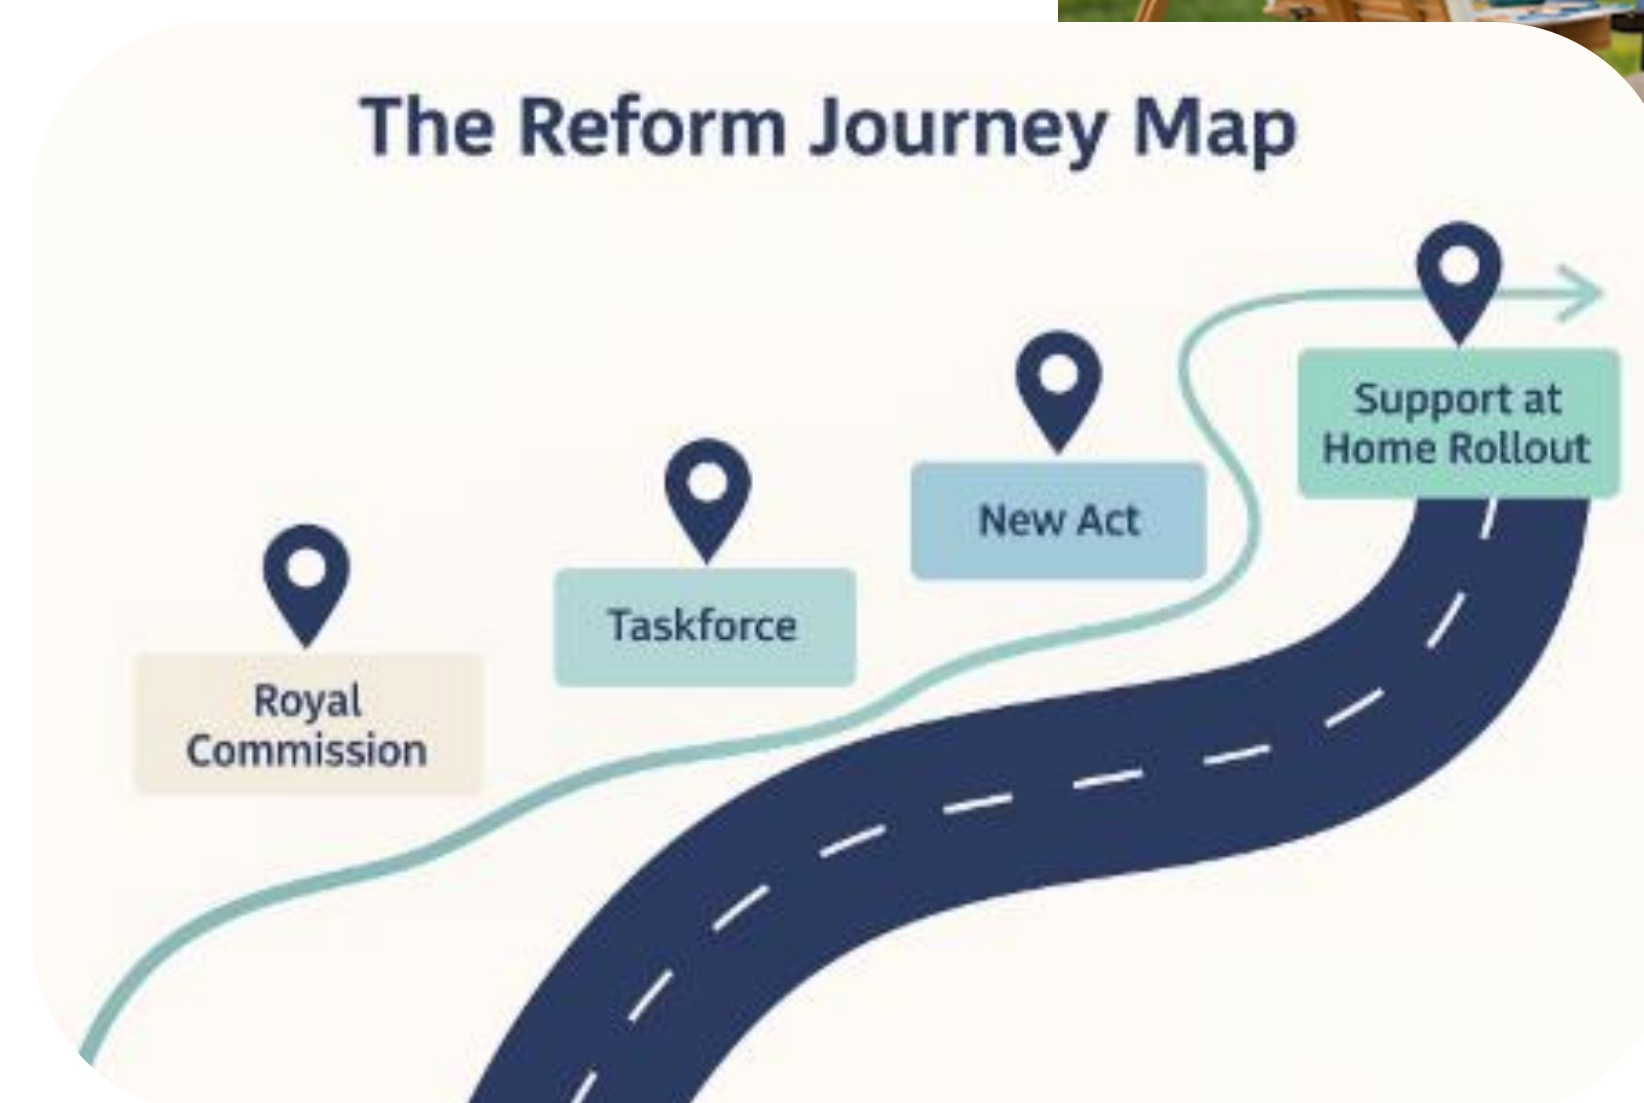 The Reform Journey Map
Royal
Commission
Taskforce
New Act
Support at
Home Rollout